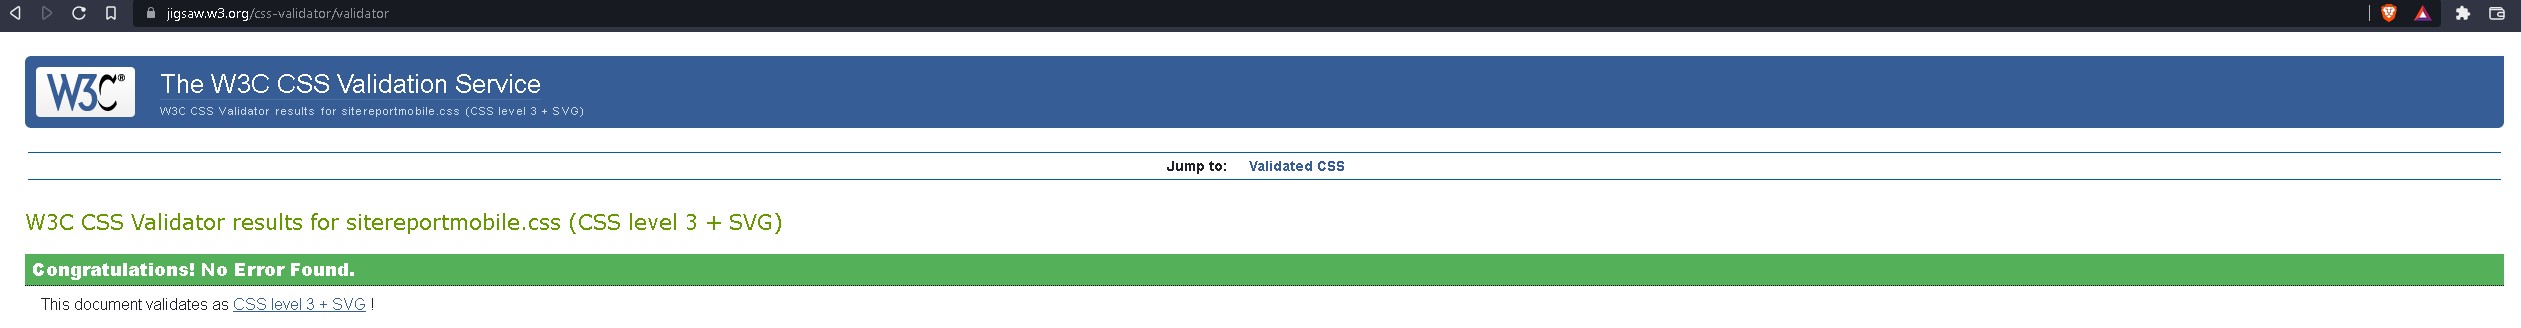 jigsaw.w3.org/css-validator/validator
W3C®
The W3C CSS Validation Service
W3C CSS Validator results for sitereportmobile.css (CSS level 3 + SVG)
Jump to: Validated CSS
W3C CSS Validator results for sitereportmobile.css (CSS level 3 + SVG)
Congratulations! No Error Found.
This document validates as CSS level 3 + SVG !